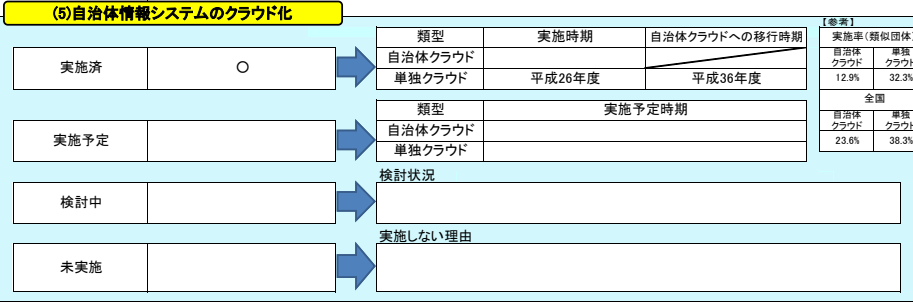 (5)自治体情報システムのクラウド化
【参考】
実施済 ○
類型 実施時期 自治体クラウドへの移行時期
自治体クラウド
単独クラウド 平成26年度 平成36年度
実施率(類似団体)
自治体クラウド 単独クラウド
12.9% 32.3%
全国
自治体クラウド 単独クラウド
23.6% 38.3%
実施予定
類型 実施予定時期
自治体クラウド
単独クラウド
検討中
検討状況
未実施
実施しない理由